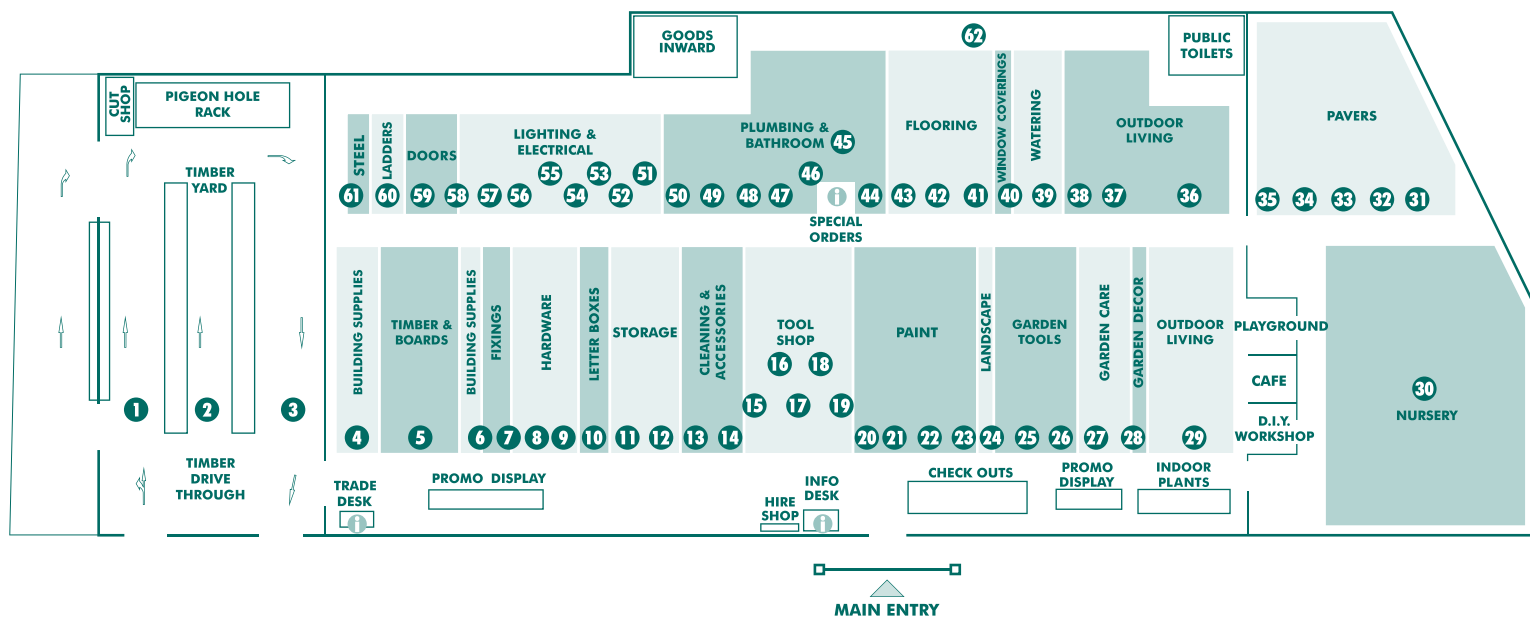 GOODS
INWARD
62
PUBLIC
TOILETS
CUT
SHOP
PIGEON HOLE
RACK
TIMBER
YARD
STEEL
LADDERS
DOORS
LIGHTING &
ELECTRICAL
PLUMBING &
BATHROOM
FLOORING
WINDOW COVERINGS
WATERING
OUTDOOR
LIVING
PAVERS
61 60 59 58 57 56 55 54 53 52 51
50 49 48 47 46 45 44
43 42 41 40 39 38 37 36
35 34 33 32 31
i
SPECIAL
ORDERS
BUILDING SUPPLIES
TIMBER &
BOARDS
BUILDING SUPPLIES
FIXINGS
HARDWARE
LETTER BOXES
STORAGE
CLEANING &
ACCESSORIES
TOOL
SHOP
PAINT
LANDSCAPE
GARDEN
TOOLS
GARDEN CARE
GARDEN DECOR
OUTDOOR
LIVING
PLAYGROUND
CAFE
D.I.Y.
WORKSHOP
30
NURSERY
1 2 3
4 5 6 7 8 9 10 11 12 13 14
15 16 17 18 19
20 21 22 23 24 25 26 27 28 29
TIMBER
DRIVE
THROUGH
TRADE
DESK
i
PROMO DISPLAY
HIRE
SHOP
INFO
DESK
i
CHECK OUTS
PROMO
DISPLAY
INDOOR
PLANTS
MAIN ENTRY